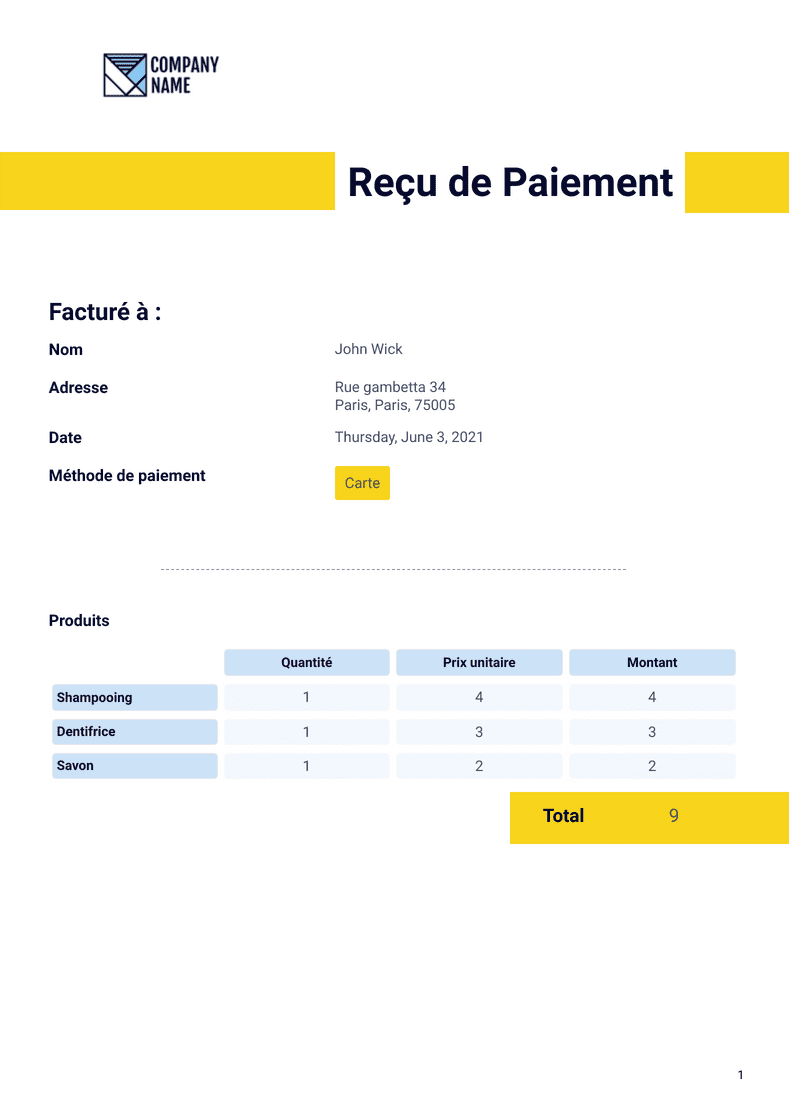 COMPANY
NAME
Reçu de Paiement
Facturé à :
Nom John Wick
Adresse Rue gambetta 34
Paris, Paris, 75005
Date Thursday, June 3, 2021
Méthode de paiement Carte
Produits
Quantité Prix unitaire Montant
Shampooing 1 4 4
Dentifrice 1 3 3
Savon 1 2 2
Total 9
1